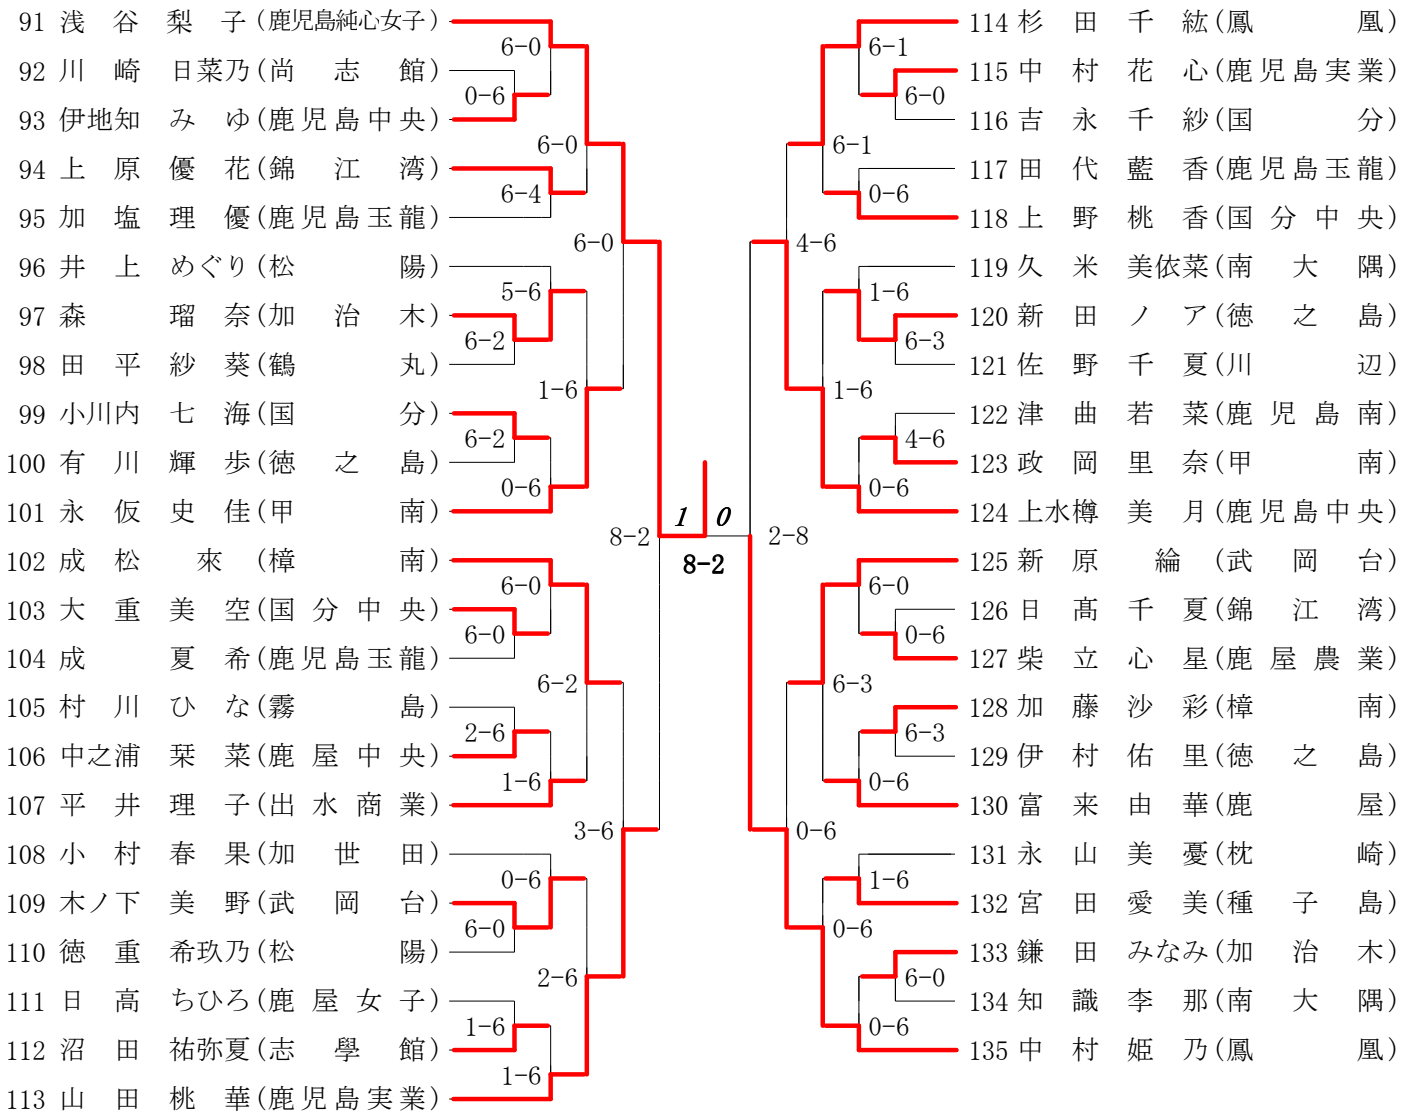 91 浅谷 梨子(鹿児島純心女子)
92 川崎 日菜乃(尚志館)
93 伊地知 みゆ(鹿児島中央)
94 上原 優花(錦江湾)
95 加塩 理優(鹿児島玉龍)
96 井上 めぐり(松陽)
97 森 瑠奈(加治木)
98 田平 紗葵(鶴丸)
99 小川内 七海(国分)
100 有川 輝歩(徳之島)
101 永仮 史佳(甲南)
102 成松 來(樟南)
103 大重 美空(国分中央)
104 成 夏希(鹿児島玉龍)
105 村川 ひな(霧島)
106 中之浦 栞菜(鹿屋中央)
107 平井 理子(出水商業)
108 小村 春果(加世田)
109 木ノ下 美野(武岡台)
110 徳重 希玖乃(松陽)
111 日高 ちひろ(鹿屋女子)
112 沼田 祐弥夏(志學館)
113 山田 桃華(鹿児島実業)
6-0
0-6
6-0
6-4
6-0
5-6
6-2
1-6
6-2
0-6
8-2
6-0
6-0
6-2
2-6
1-6
3-6
0-6
6-0
2-6
1-6
1-6
1 0
8-2
114 杉田 千紘(鳳凰)
115 中村 花心(鹿児島実業)
116 吉永 千紗(国分)
117 田代 藍香(鹿児島玉龍)
118 上野 桃香(国分中央)
119 久米 美依菜(南大隅)
120 新田 ノア(徳之島)
121 佐野 千夏(川辺)
122 津曲 若菜(鹿児島南)
123 政岡 里奈(甲南)
124 上水樽 美月(鹿児島中央)
125 新原 綸(武岡台)
126 日髙 千夏(錦江湾)
127 柴立 心星(鹿屋農業)
128 加藤 沙彩(樟南)
129 伊村 佑里(徳之島)
130 富来 由華(鹿屋)
131 永山 美憂(枕崎)
132 宮田 愛美(種子島)
133 鎌田 みなみ(加治木)
134 知識 李那(南大隅)
135 中村 姫乃(鳳凰)
6-1
6-0
6-1
0-6
4-6
1-6
6-3
1-6
4-6
0-6
2-8
6-0
0-6
6-3
6-3
0-6
0-6
1-6
0-6
6-0
0-6